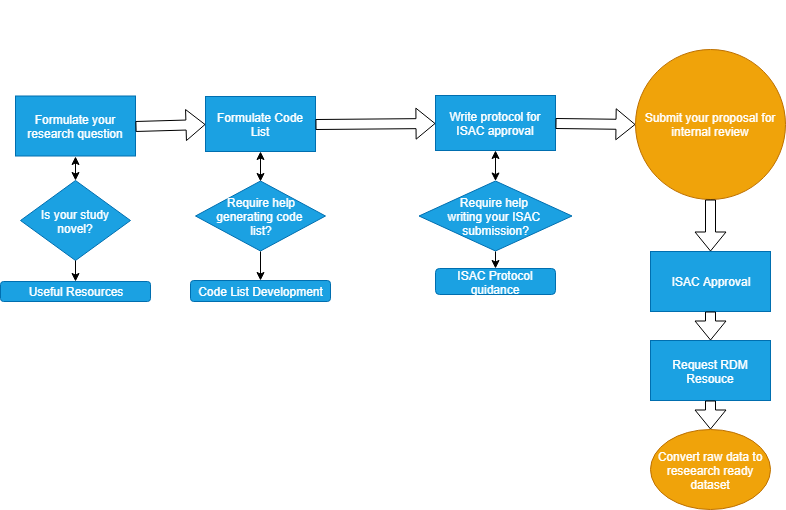 Formulate your
research question
Formulate Code
List
Write protocol for
ISAC approval
Submit your proposal for
internal review
Is your study
novel?
Require help
generating code
list?
Require help
writing your ISAC
submission?
Useful Resources
Code List Development
ISAC Protocol
guidance
ISAC Approval
Request RDM
Resouce
Convert raw data to
reseearch ready
dataset